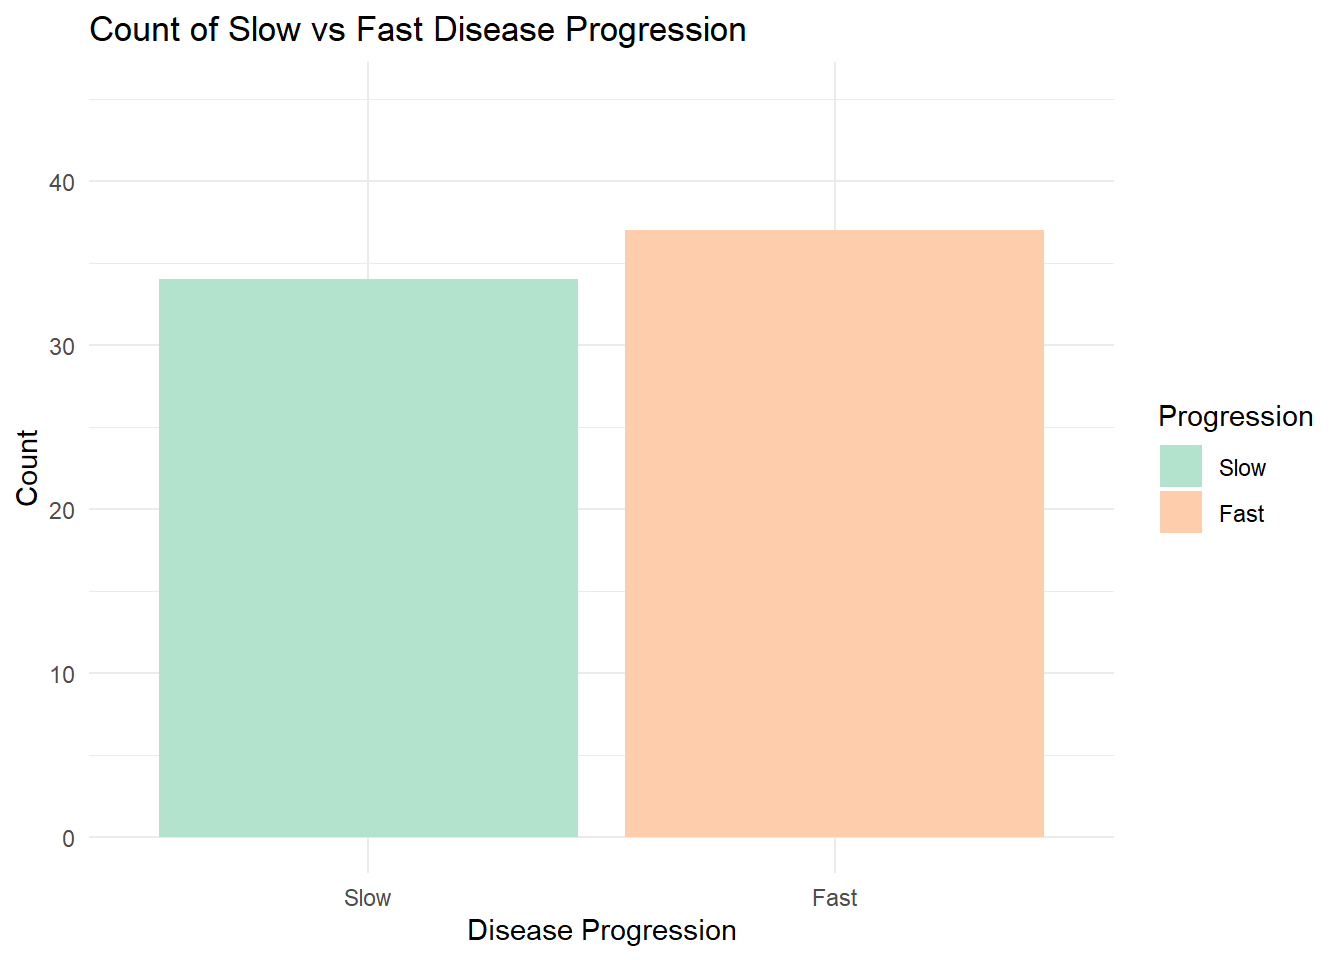 Count of Slow vs Fast Disease Progression
Count
40
30
20
10
0
Slow
Fast
Disease Progression
Progression
Slow
Fast